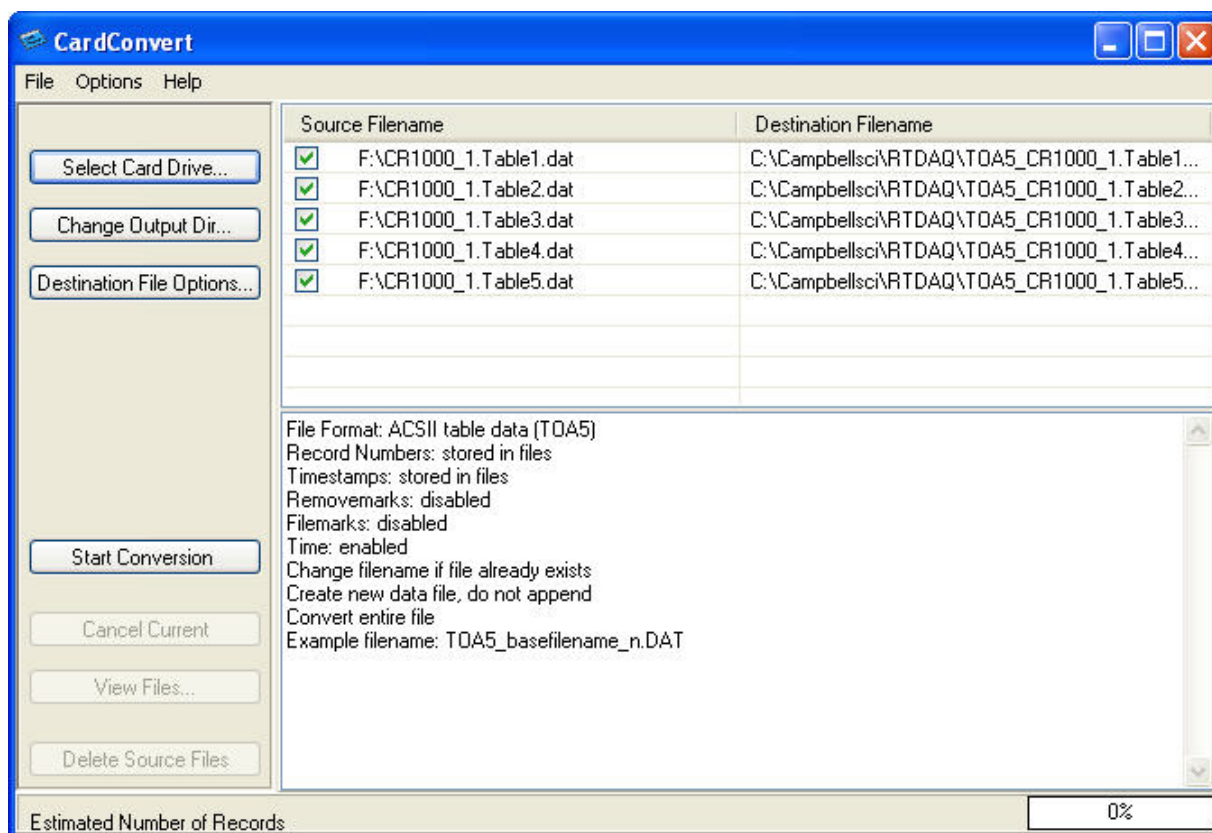 CardConvert
File Options Help
Select Card Drive...
Change Output Dir...
Destination File Options...
Start Conversion
Cancel Current
View Files...
Delete Source Files
Source Filename Destination Filename
F:\CR1000_1.Table1.dat C:\Campbellsci\RTDAQ\TOA5_CR1000_1.Table1...
F:\CR1000_1.Table2.dat C:\Campbellsci\RTDAQ\TOA5_CR1000_1.Table2...
F:\CR1000_1.Table3.dat C:\Campbellsci\RTDAQ\TOA5_CR1000_1.Table3...
F:\CR1000_1.Table4.dat C:\Campbellsci\RTDAQ\TOA5_CR1000_1.Table4...
F:\CR1000_1.Table5.dat C:\Campbellsci\RTDAQ\TOA5_CR1000_1.Table5...
File Format: ACSII table data (TOA5)
Record Numbers: stored in files
Timestamps: stored in files
Removemarks: disabled
Filemarks: disabled
Time: enabled
Change filename if file already exists
Create new data file, do not append
Convert entire file
Example filename: TOA5_basefilename_n.DAT
Estimated Number of Records 0%